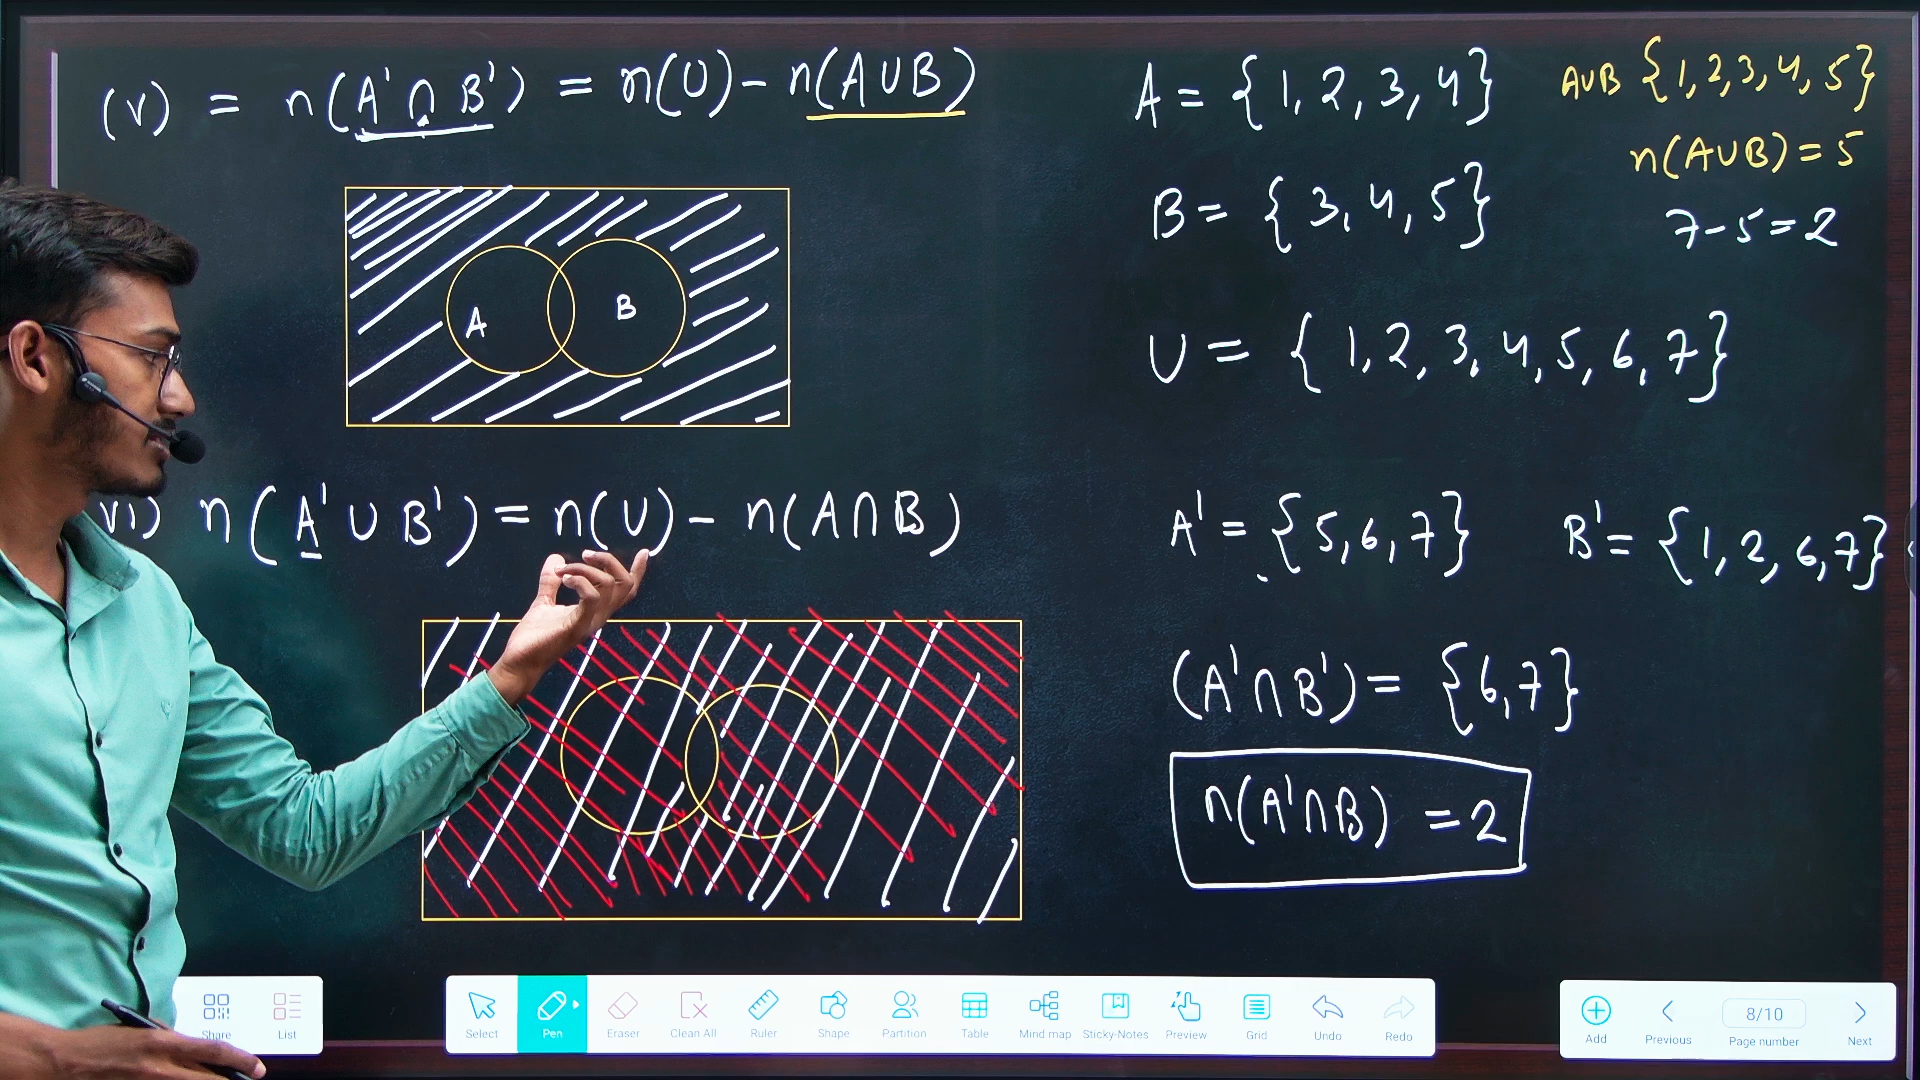 (V) = n(A' ∩ B') = n(U) - n(A∪B)
A B
VI) n(A' ∪ B') = n(U) - n(A∩B)
A = {1, 2, 3, 4}
A∪B {1, 2, 3, 4, 5}
n(A∪B) = 5
B = {3, 4, 5}
7-5=2
U = {1, 2, 3, 4, 5, 6, 7}
A' = {5, 6, 7} B' = {1, 2, 6, 7}
(A' ∩ B') = {6, 7}
n(A' ∩ B) = 2
Share List
Select Pen Eraser Clean All Ruler Shape Partition Table Mind map Sticky-Notes Preview Grid Undo Redo
8/10
Add Previous Page number Next